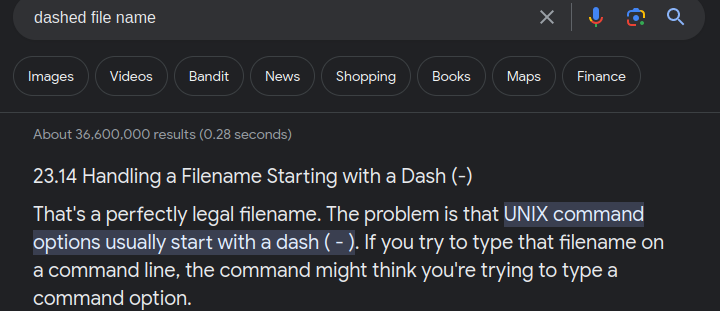 dashed file name
Images Videos Bandit News Shopping Books Maps Finance
About 36,600,000 results (0.28 seconds)
23.14 Handling a Filename Starting with a Dash (-)
That's a perfectly legal filename. The problem is that UNIX command
options usually start with a dash ( - ). If you try to type that filename on
a command line, the command might think you're trying to type a
command option.